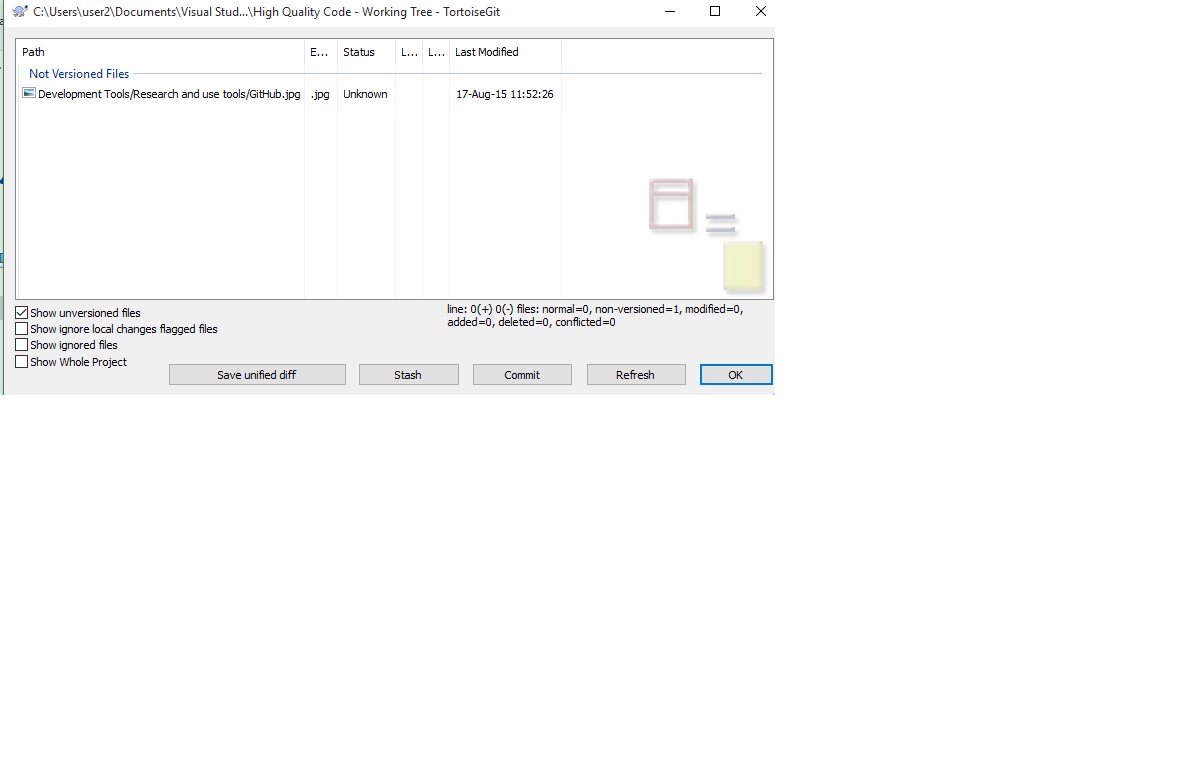 C:\Users\user2\Documents\Visual Stud...\High Quality Code - Working Tree - TortoiseGit
Path E... Status L... L... Last Modified
Not Versioned Files
Development Tools/Research and use tools/GitHub.jpg .jpg Unknown 17-Aug-15 11:52:26
Show unversioned files
line: 0(+) 0(-) files: normal=0, non-versioned=1, modified=0,
added=0, deleted=0, conflicted=0
Show ignore local changes flagged files
Show ignored files
Show Whole Project
Save unified diff Stash Commit Refresh OK